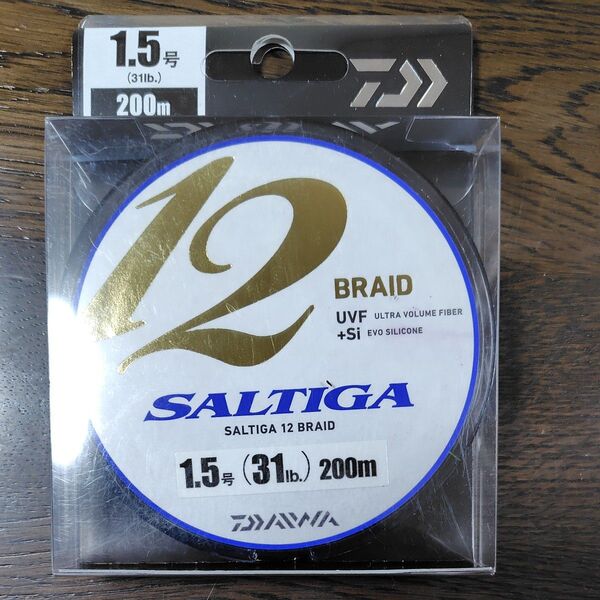 1.5号
(31lb.)
200m
12
BRAID
UVF ULTRA VOLUME FIBER
+Si EVO SILICONE
SALTIGA
SALTIGA 12 BRAID
1.5号 (31lb.) 200m
DAIWA